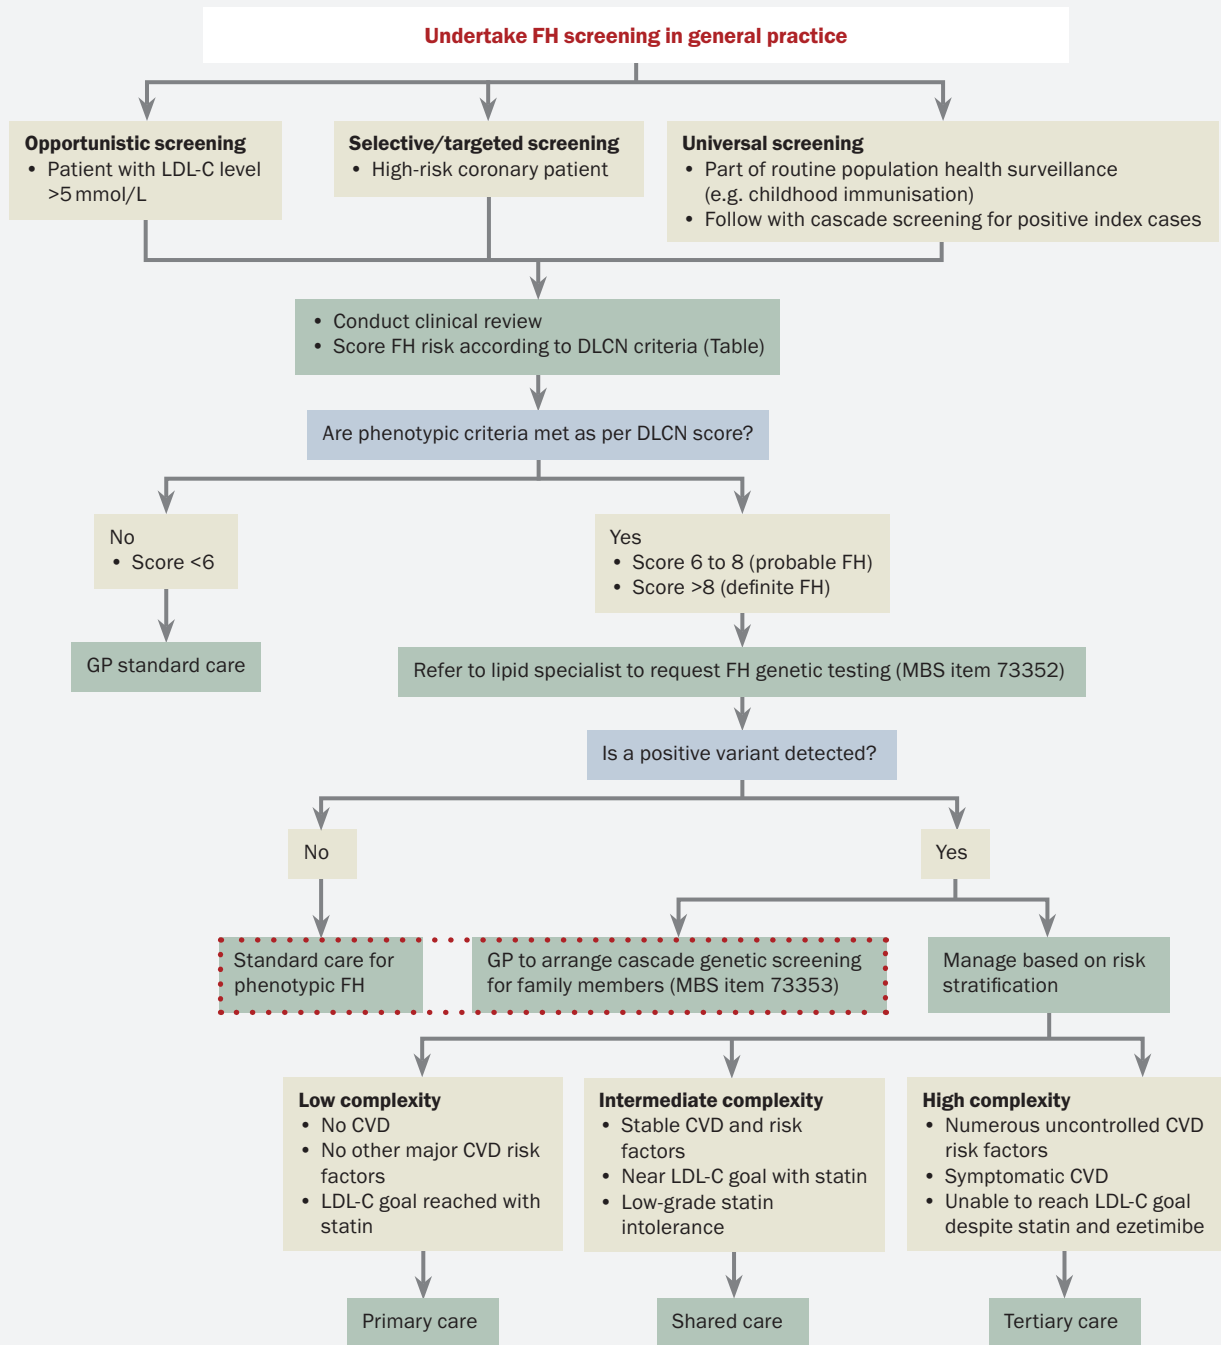 Undertake FH screening in general practice
Opportunistic screening
• Patient with LDL-C level
>5 mmol/L
Selective/targeted screening
• High-risk coronary patient
Universal screening
• Part of routine population health surveillance
(e.g. childhood immunisation)
• Follow with cascade screening for positive index cases
• Conduct clinical review
• Score FH risk according to DLCN criteria (Table)
Are phenotypic criteria met as per DLCN score?
No
• Score <6
Yes
• Score 6 to 8 (probable FH)
• Score >8 (definite FH)
GP standard care
Refer to lipid specialist to request FH genetic testing (MBS item 73352)
Is a positive variant detected?
No
Yes
Standard care for
phenotypic FH
GP to arrange cascade genetic screening
for family members (MBS item 73353)
Manage based on risk
stratification
Low complexity
• No CVD
• No other major CVD risk
factors
• LDL-C goal reached with
statin
Intermediate complexity
• Stable CVD and risk
factors
• Near LDL-C goal with statin
• Low-grade statin
intolerance
High complexity
• Numerous uncontrolled CVD
risk factors
• Symptomatic CVD
• Unable to reach LDL-C goal
despite statin and ezetimibe
Primary care
Shared care
Tertiary care